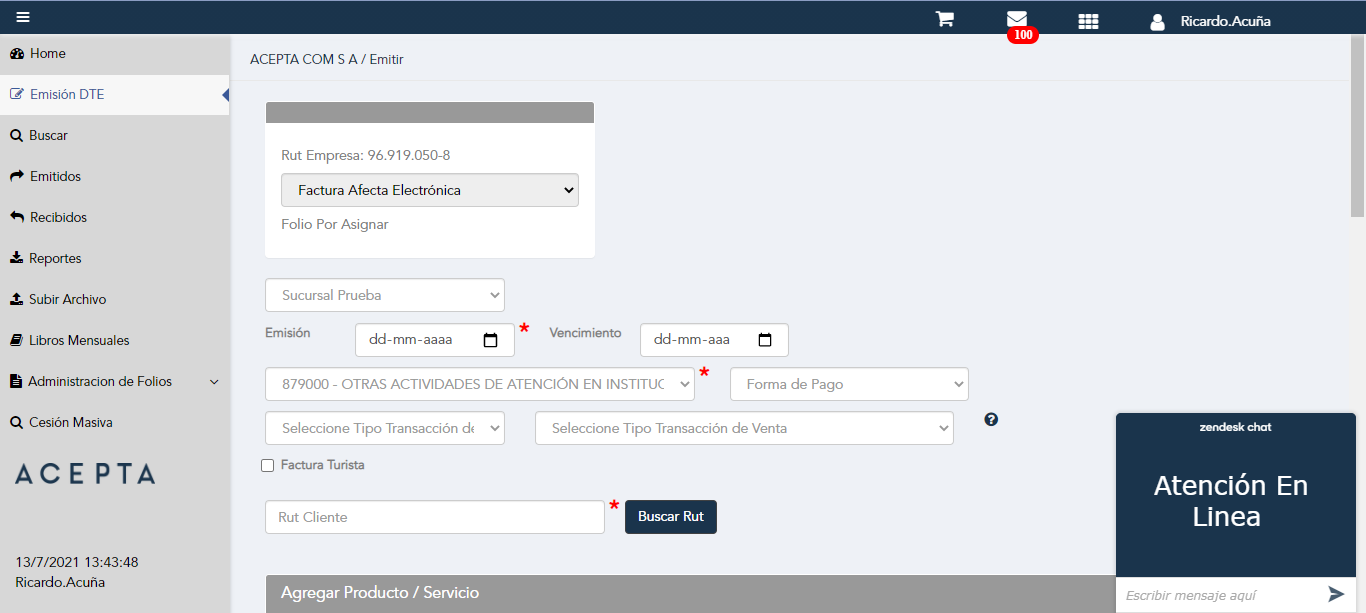 100
Ricardo.Acuña
Home
Emisión DTE
Buscar
Emitidos
Recibidos
Reportes
Subir Archivo
Libros Mensuales
Administracion de Folios
Cesión Masiva
ACEPTA
13/7/2021 13:43:48
Ricardo.Acuña
ACEPTA COM S A / Emitir
Rut Empresa: 96.919.050-8
Factura Afecta Electrónica
Folio Por Asignar
Sucursal Prueba
Emisión dd-mm-aaaa * Vencimiento dd-mm-aaa
879000 - OTRAS ACTIVIDADES DE ATENCIÓN EN INSTITUC * Forma de Pago
Seleccione Tipo Transacción de Seleccione Tipo Transacción de Venta ?
Factura Turista
Rut Cliente * Buscar Rut
Agregar Producto / Servicio
zendesk chat
Atención En
Linea
Escribir mensaje aquí